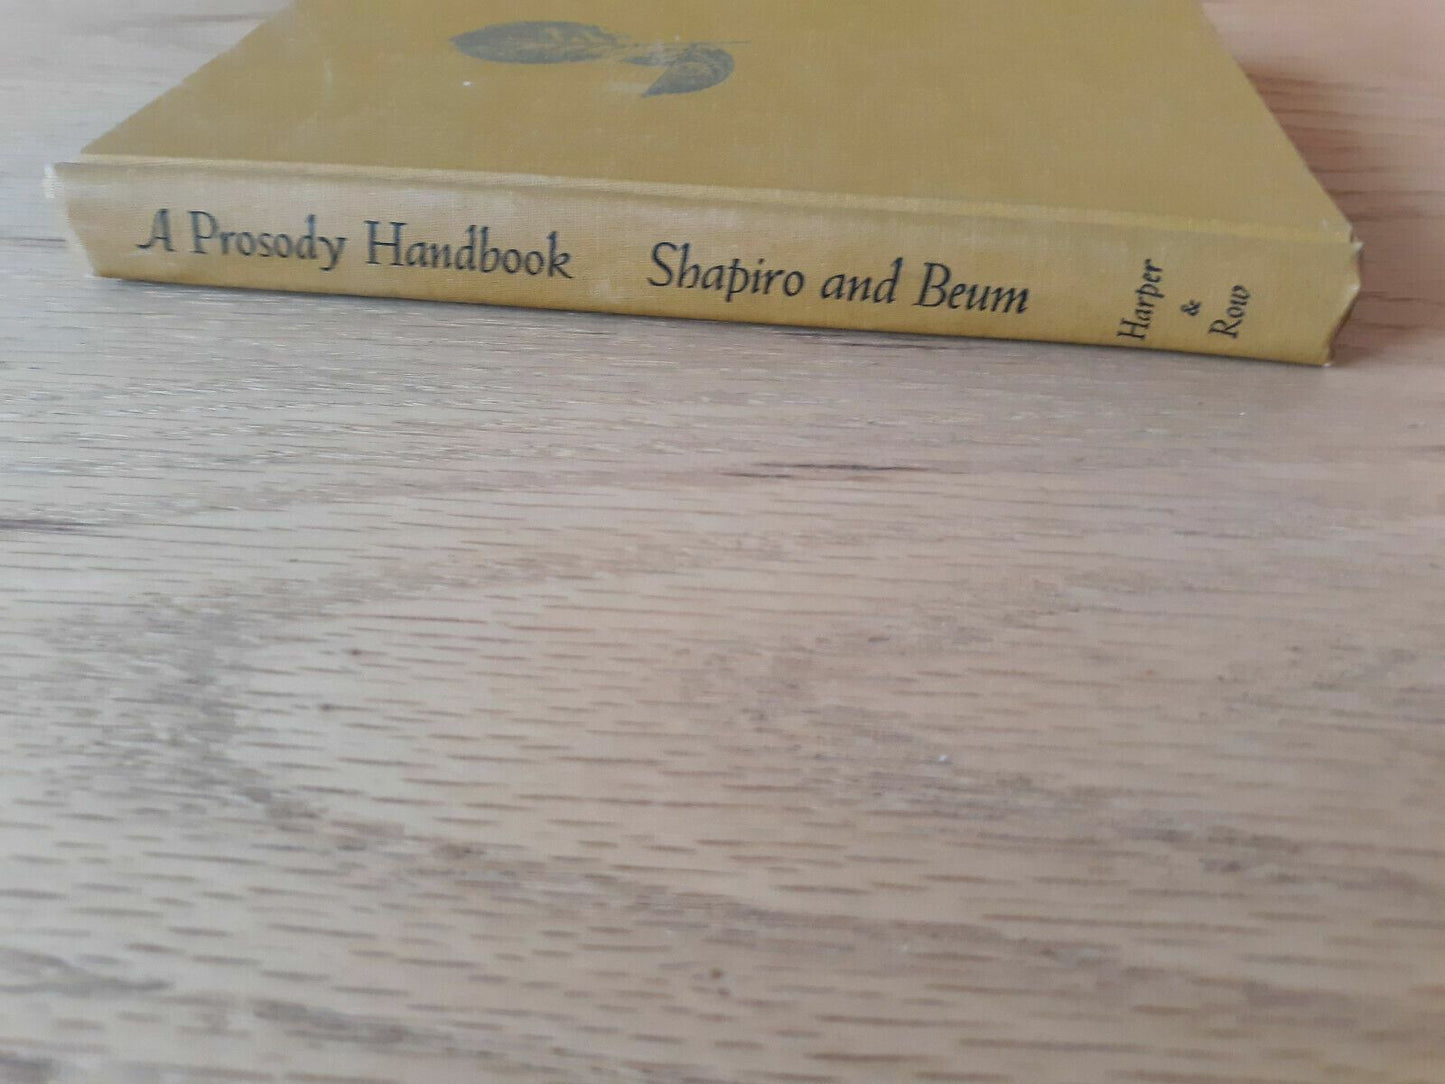 A Prosody Handbook Shapiro and Beum
Harper
&
Row